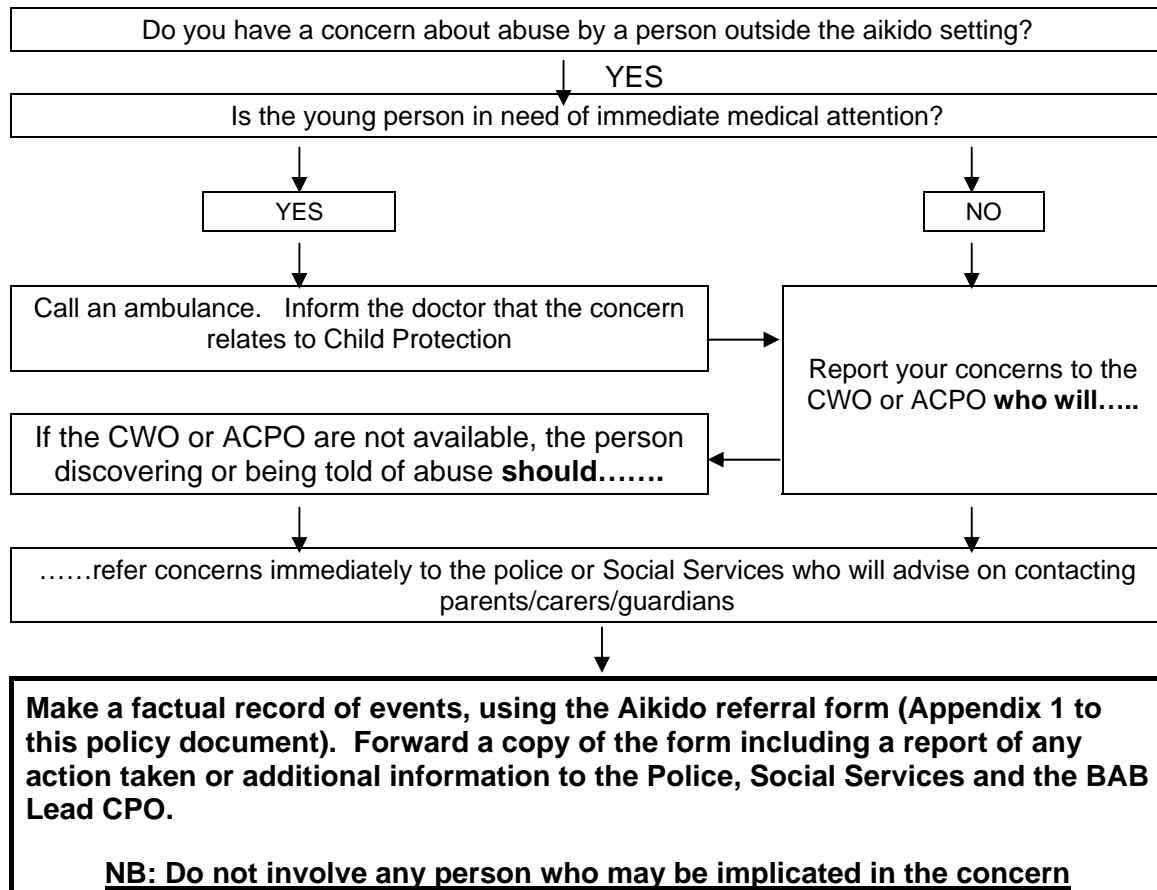 Do you have a concern about abuse by a person outside the aikido setting?
YES
Is the young person in need of immediate medical attention?
YES
NO
Call an ambulance.   Inform the doctor that the concern
relates to Child Protection
Report your concerns to the
CWO or ACPO who will…..
If the CWO or ACPO are not available, the person
discovering or being told of abuse should…….
……refer concerns immediately to the police or Social Services who will advise on contacting
parents/carers/guardians
Make a factual record of events, using the Aikido referral form (Appendix 1 to
this policy document).  Forward a copy of the form including a report of any
action taken or additional information to the Police, Social Services and the BAB
Lead CPO.
NB: Do not involve any person who may be implicated in the concern